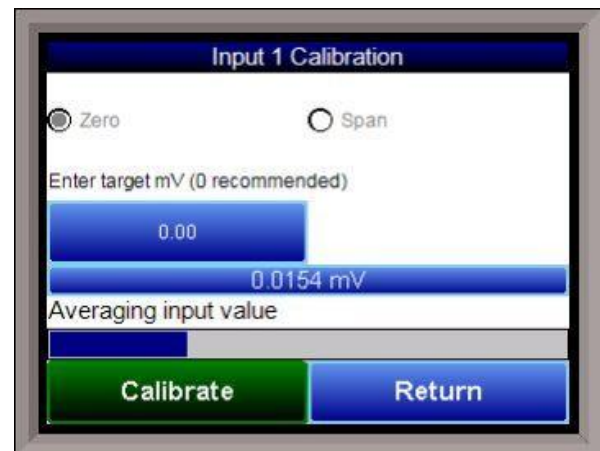 Input 1 Calibration
Zero Span
Enter target mV (0 recommended)
0.00
0.0154 mV
Averaging input value
Calibrate Return